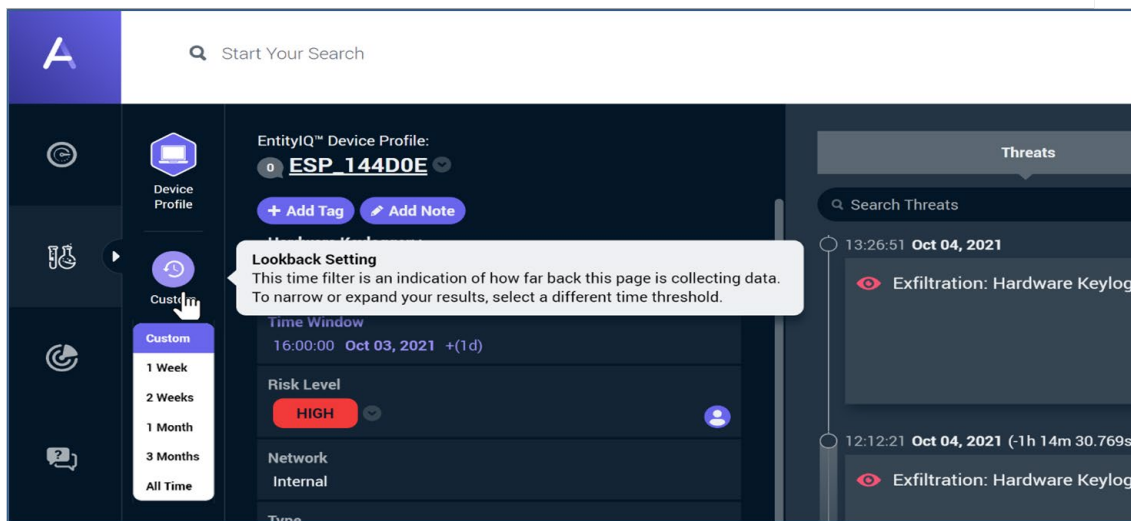 Start Your Search
EntityIQ™ Device Profile:
0 ESP_144D0E
+ Add Tag Add Note
Device
Profile
Lookback Setting
This time filter is an indication of how far back this page is collecting data.
To narrow or expand your results, select a different time threshold.
Custom
1 Week
2 Weeks
1 Month
3 Months
All Time
Time Window
16:00:00 Oct 03, 2021 +(1d)
Risk Level
HIGH
Network
Internal
Type
Threats
Search Threats
13:26:51 Oct 04, 2021
Exfiltration: Hardware Keylog
12:12:21 Oct 04, 2021 (-1h 14m 30.769s
Exfiltration: Hardware Keylog